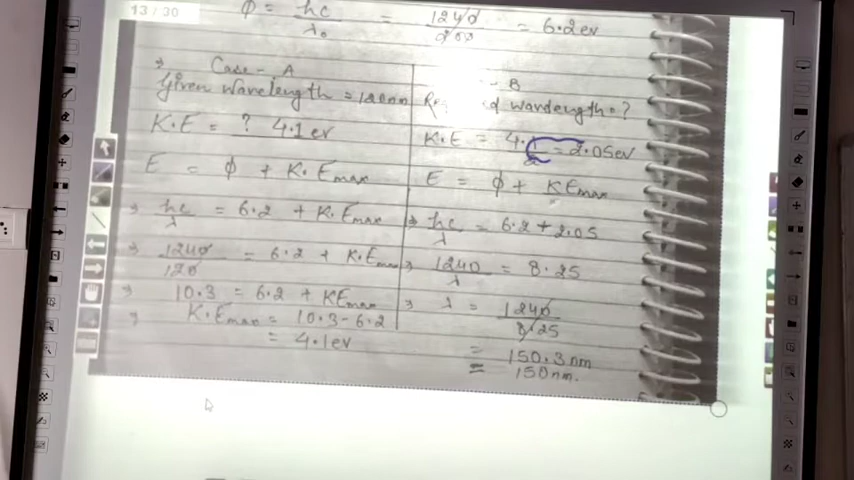 13 / 30
ϕ = hc/λ₀ = 1240/200 = 6.2ev
⇒ Case - A
Given wavelength = 120nm
K.E = ? 4.1ev
E = ϕ + K.Emax
⇒ hc/λ = 6.2 + K.Emax
⇒ 1240/120 = 6.2 + K.Emax
⇒ 10.3 = 6.2 + KEmax
⇒ K.Emax = 10.3 - 6.2
= 4.1ev
- B
wavelength = ?
K.E = 4.1/2 = 2.05ev
E = ϕ + KEmax
⇒ hc/λ = 6.2 + 2.05
⇒ 1240/λ = 8.25
⇒ λ = 1240/8.25
= 150.3nm
= 150nm.